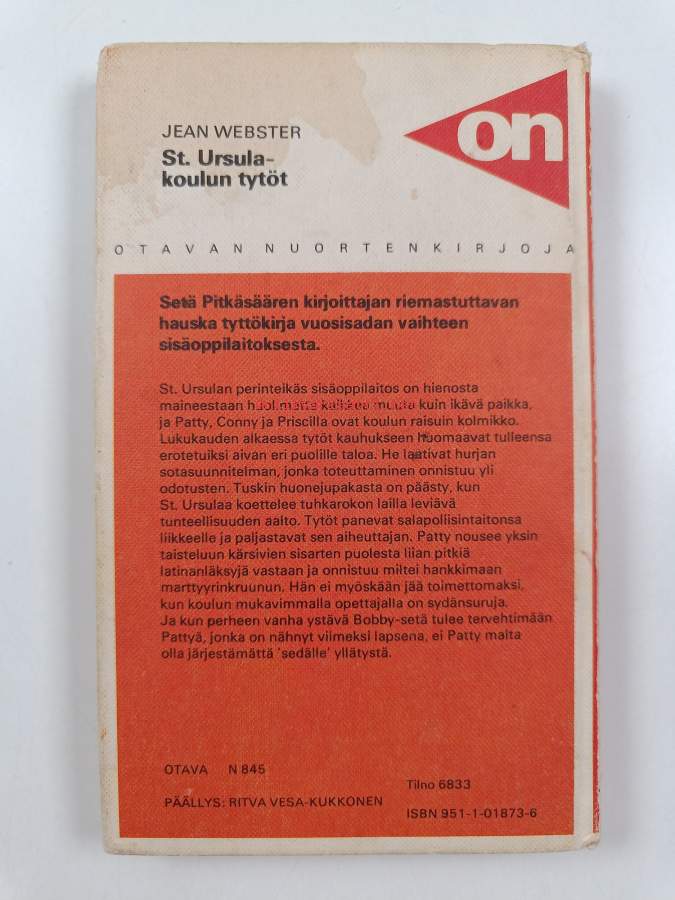 JEAN WEBSTER
St. Ursula-
koulun tytöt
on
OTAVAN NUORTENKIRJOJA
Setä Pitkäsäären kirjoittajan riemastuttavan
hauska tyttökirja vuosisadan vaihteen
sisäoppilaitoksesta.
St. Ursulan perinteikäs sisäoppilaitos on hienosta
maineestaan huolimatta kaikkea muuta kuin ikävä paikka,
ja Patty, Conny ja Priscilla ovat koulun raisuin kolmikko.
Lukukauden alkaessa tytöt kauhukseen huomaavat tulleensa
erotetuiksi aivan eri puolille taloa. He laativat hurjan
sotasuunnitelman, jonka toteuttaminen onnistuu yli
odotusten. Tuskin huonejupakasta on päästy, kun
St. Ursulaa koettelee tuhkarokon lailla leviävä
tunteellisuuden aalto. Tytöt panevat salapoliisintaitonsa
liikkeelle ja paljastavat sen aiheuttajan. Patty nousee yksin
taisteluun kärsivien sisarten puolesta liian pitkiä
latinanläksyjä vastaan ja onnistuu miltei hankkimaan
marttyyrinkruunun. Hän ei myöskään jää toimettomaksi,
kun koulun mukavimmalla opettajalla on sydänsuruja.
Ja kun perheen vanha ystävä Bobby-setä tulee tervehtimään
Pattyä, jonka on nähnyt viimeksi lapsena, ei Patty malta
olla järjestämättä 'sedälle' yllätystä.
OTAVA N 845
PÄÄLLYS: RITVA VESA-KUKKONEN
Tilno 6833
ISBN 951-1-01873-6